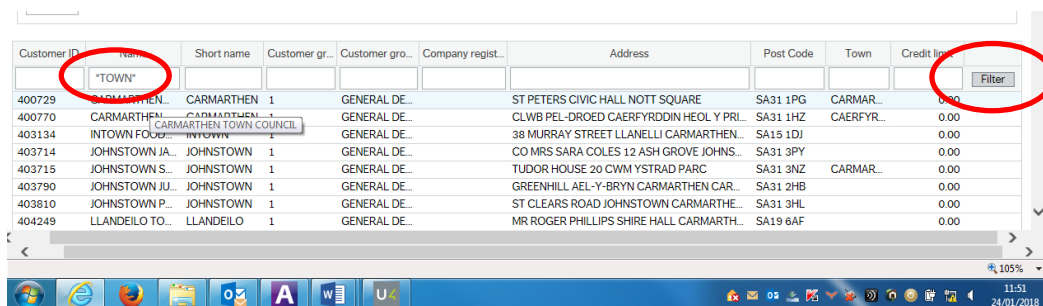 Customer ID Name Short name Customer gr... Customer gro... Company regist... Address Post Code Town Credit limit
*TOWN* Filter
400729 CARMARTHEN... CARMARTHEN 1 GENERAL DE... ST PETERS CIVIC HALL NOTT SQUARE SA31 1PG CARMAR... 0.00
400770 CARMARTHEN... CARMARTHEN 1 GENERAL DE... CLWB PEL-DROED CAERFYRDDIN HEOL Y PRI... SA31 1HZ CAERFYR... 0.00
CARMARTHEN TOWN COUNCIL
403134 INTOWN FOOD... INTOWN 1 GENERAL DE... 38 MURRAY STREET LLANELLI CARMARTHEN... SA15 1DJ 0.00
403714 JOHNSTOWN JA... JOHNSTOWN 1 GENERAL DE... CO MRS SARA COLES 12 ASH GROVE JOHNS... SA31 3PY 0.00
403715 JOHNSTOWN S... JOHNSTOWN 1 GENERAL DE... TUDOR HOUSE 20 CWM YSTRAD PARC SA31 3NZ CARMAR... 0.00
403790 JOHNSTOWN JU... JOHNSTOWN 1 GENERAL DE... GREENHILL AEL-Y-BRYN CARMARTHEN CAR... SA31 2HB 0.00
403810 JOHNSTOWN P... JOHNSTOWN 1 GENERAL DE... ST CLEARS ROAD JOHNSTOWN CARMARTHE... SA31 3HL 0.00
404249 LLANDEILO TO... LLANDEILO 1 GENERAL DE... MR ROGER PHILLIPS SHIRE HALL CARMARTH... SA19 6AF 0.00
105%
A U4 11:51
24/01/2018